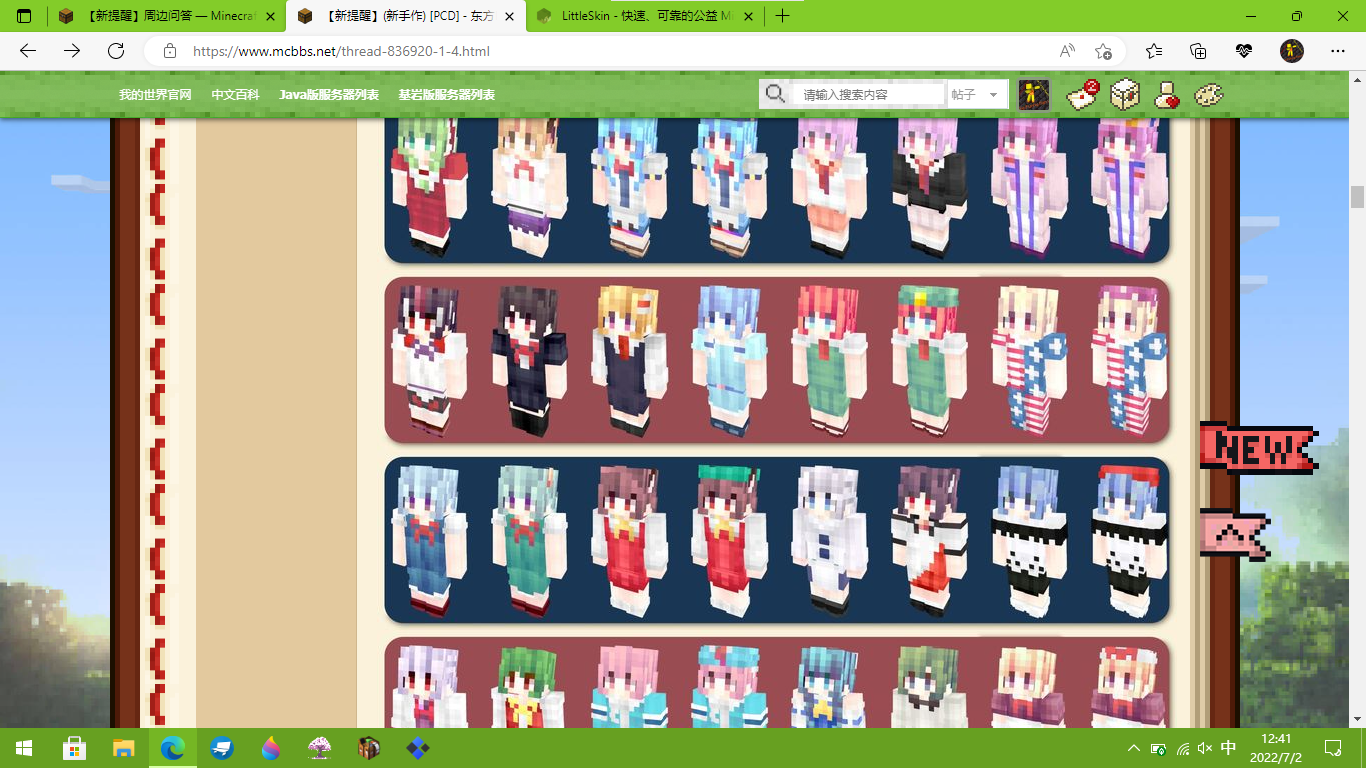 【新提醒】周边问答 — Minecraf
【新提醒】(新手作) [PCD] - 东方
LittleSkin - 快速、可靠的公益 Mi
https://www.mcbbs.net/thread-836920-1-4.html
我的世界官网 中文百科 Java版服务器列表 基岩版服务器列表
请输入搜索内容 帖子
2
NEW
中
12:41
2022/7/2